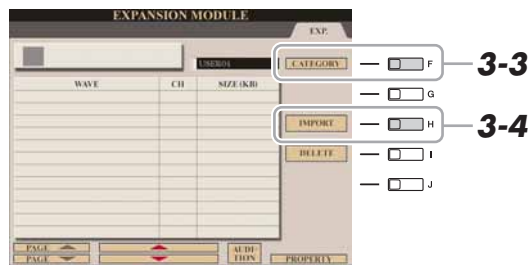 EXPANSION MODULE
EXP.
USER01
CATEGORY
F
3-3
WAVE CH SIZE (KB)
G
IMPORT
H
3-4
DELETE
I
J
PAGE
PAGE
AUDI-
TION
PROPERTY